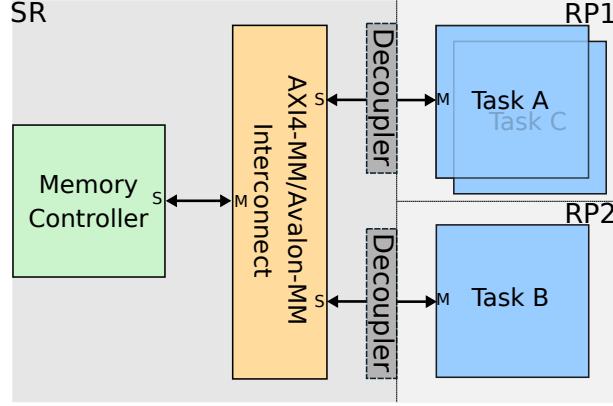 SR
RP1
Memory
Controller
S
M
AXI4-MM/Avalon-MM
Interconnect
S
S
Decoupler
M
Task A
Task C
RP2
Decoupler
M
Task B